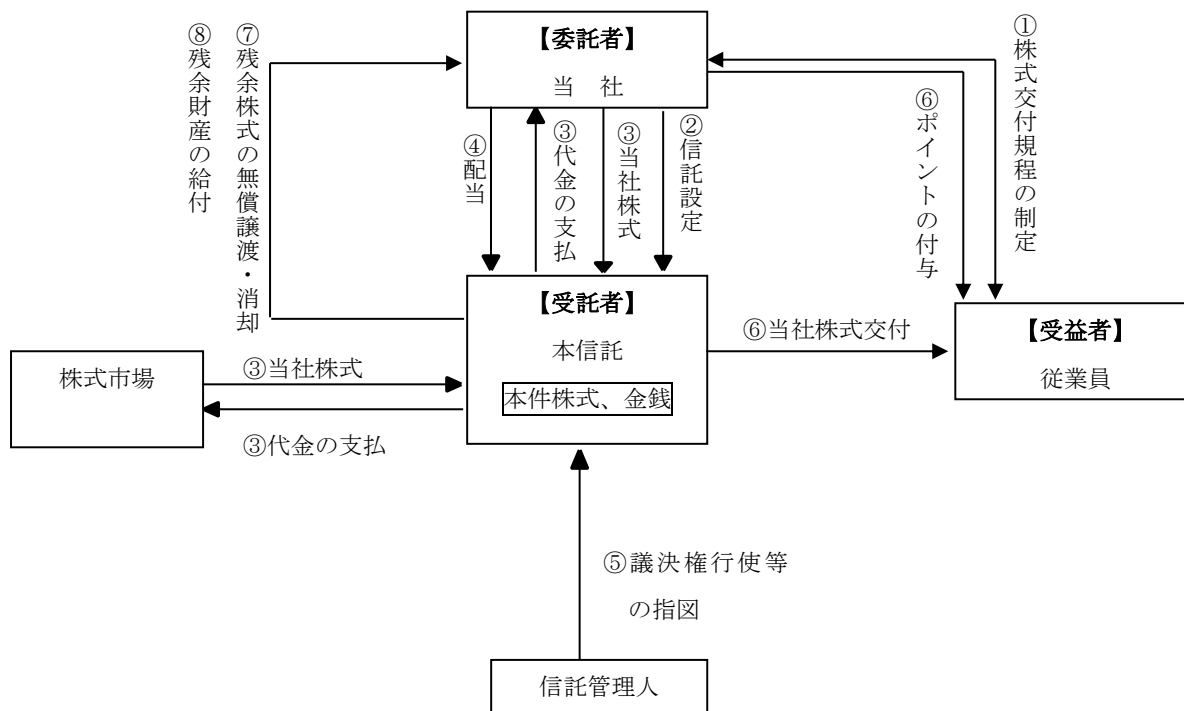 ⑧残余財産の給付
⑦残余株式の無償譲渡・消却
【委託者】
当 社
④配当
③代金の支払
③当社株式
②信託設定
⑥ポイントの付与
①株式交付規程の制定
【受託者】
本信託
本件株式、金銭
⑥当社株式交付
【受益者】
従業員
株式市場
③当社株式
③代金の支払
⑤議決権行使等
の指図
信託管理人